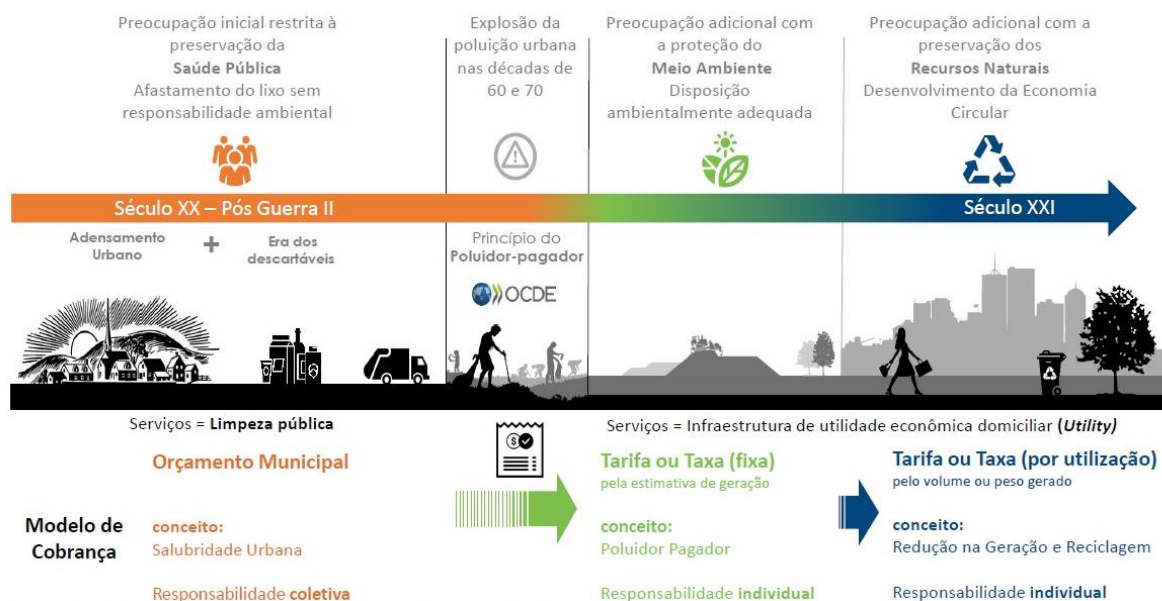 Preocupação inicial restrita à
preservação da
Saúde Pública
Afastamento do lixo sem
responsabilidade ambiental
Explosão da
poluição urbana
nas décadas de
60 e 70
Preocupação adicional com
a proteção do
Meio Ambiente
Disposição
ambientalmente adequada
Preocupação adicional com a
preservação dos
Recursos Naturais
Desenvolvimento da Economia
Circular
Século XX – Pós Guerra II
Século XXI
Adensamento
Urbano
+
Era dos
descartáveis
Princípio do
Poluidor-pagador
OCDE
Serviços = Limpeza pública
Serviços = Infraestrutura de utilidade econômica domiciliar (Utility)
Modelo de
Cobrança
Orçamento Municipal
conceito:
Salubridade Urbana
Responsabilidade coletiva
$
Tarifa ou Taxa (fixa)
pela estimativa de geração
conceito:
Poluidor Pagador
Responsabilidade individual
Tarifa ou Taxa (por utilização)
pelo volume ou peso gerado
conceito:
Redução na Geração e Reciclagem
Responsabilidade individual